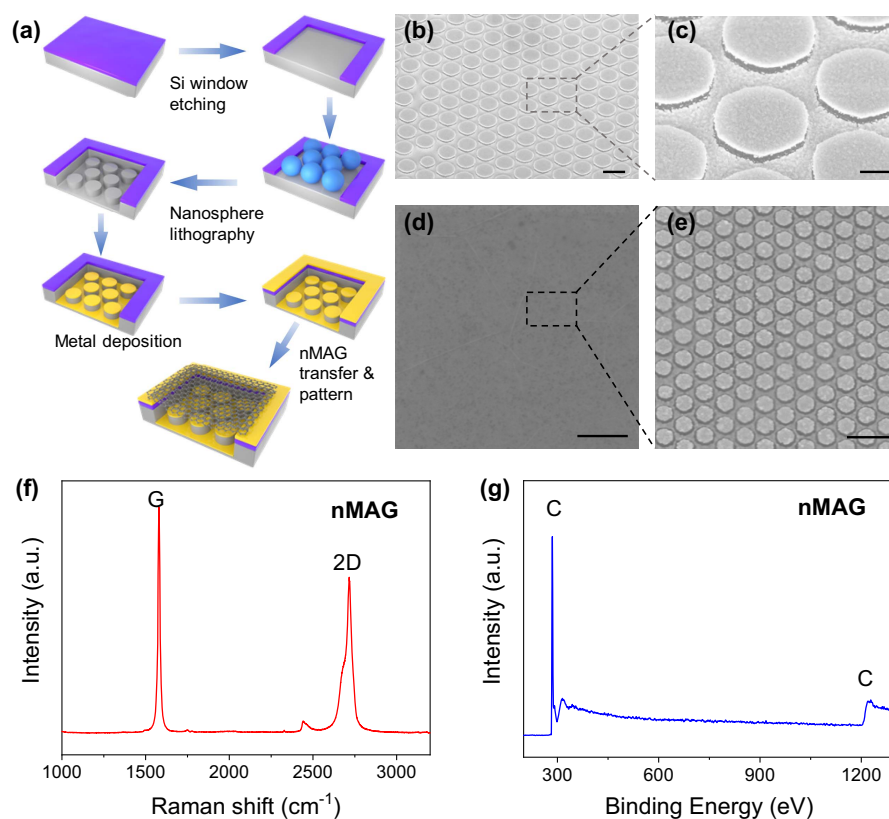 (a)
Si window
etching
Nanosphere
lithography
Metal deposition
nMAG
transfer &
pattern
(b)
(c)
(d)
(e)
(f)
G
nMAG
2D
Intensity (a.u.)
1000 1500 2000 2500 3000
Raman shift (cm⁻¹)
(g)
C
nMAG
C
Intensity (a.u.)
300 600 900 1200
Binding Energy (eV)